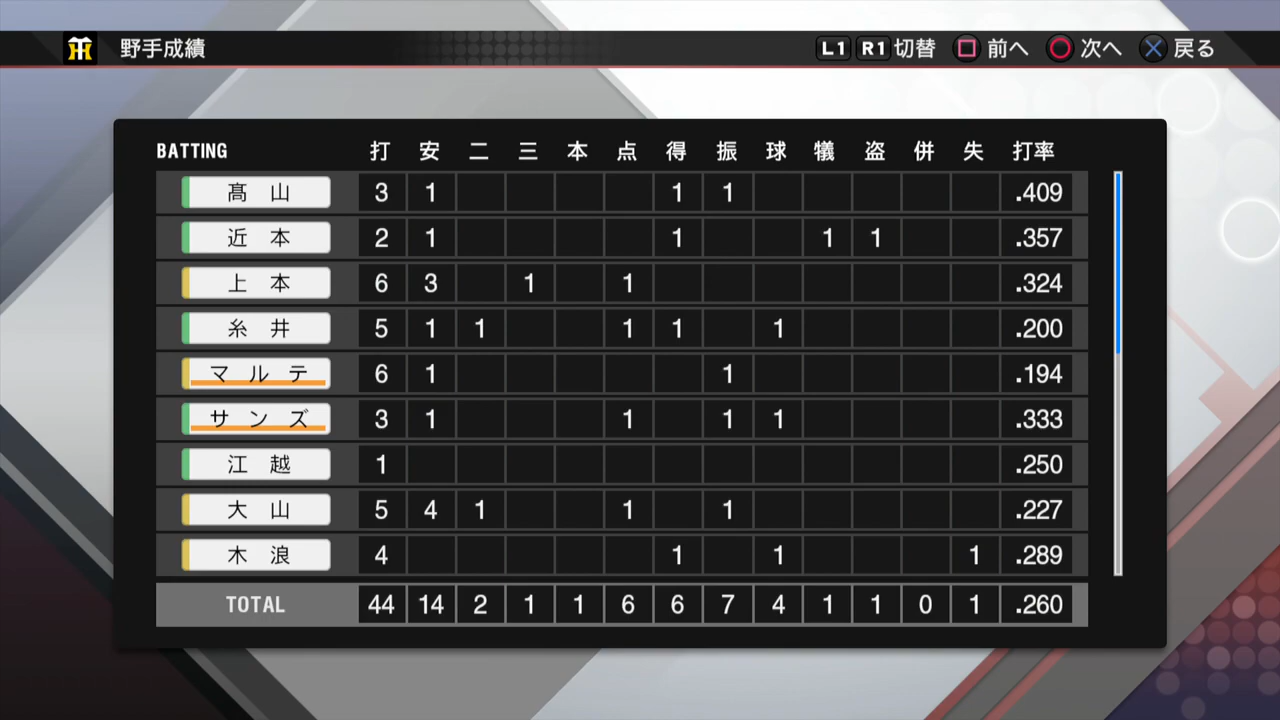 野手成績 L1 R1 切替 前へ 次へ 戻る
BATTING 打 安 二 三 本 点 得 振 球 犠 盗 併 失 打率
髙山 3 1 1 1 .409
近本 2 1 1 1 1 .357
上本 6 3 1 1 .324
糸井 5 1 1 1 1 1 .200
マルテ 6 1 1 .194
サンズ 3 1 1 1 1 .333
江越 1 .250
大山 5 4 1 1 1 .227
木浪 4 1 1 1 .289
TOTAL 44 14 2 1 1 6 6 7 4 1 1 0 1 .260